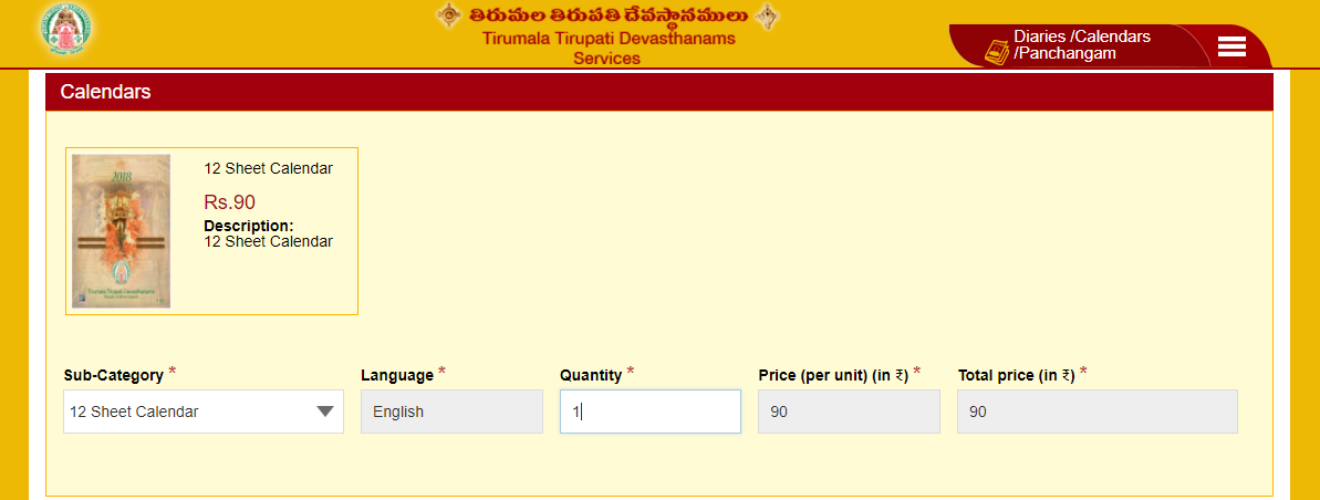 తిరుమల తిరుపతి దేవస్థానములు
Tirumala Tirupati Devasthanams
Services
Diaries /Calendars
/Panchangam
Calendars
2018
Tirumala Tirupati Devasthanams
12 Sheet Calendar
Rs.90
Description:
12 Sheet Calendar
Sub-Category * Language * Quantity * Price (per unit) (in ₹) * Total price (in ₹) *
12 Sheet Calendar English 1 90 90